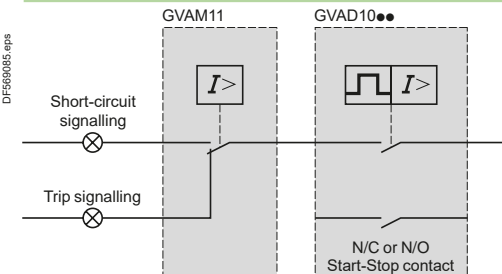 GVAM11
GVAD10●●
DF569085.eps
I>
I>
Short-circuit
signalling
Trip signalling
N/C or N/O
Start-Stop contact